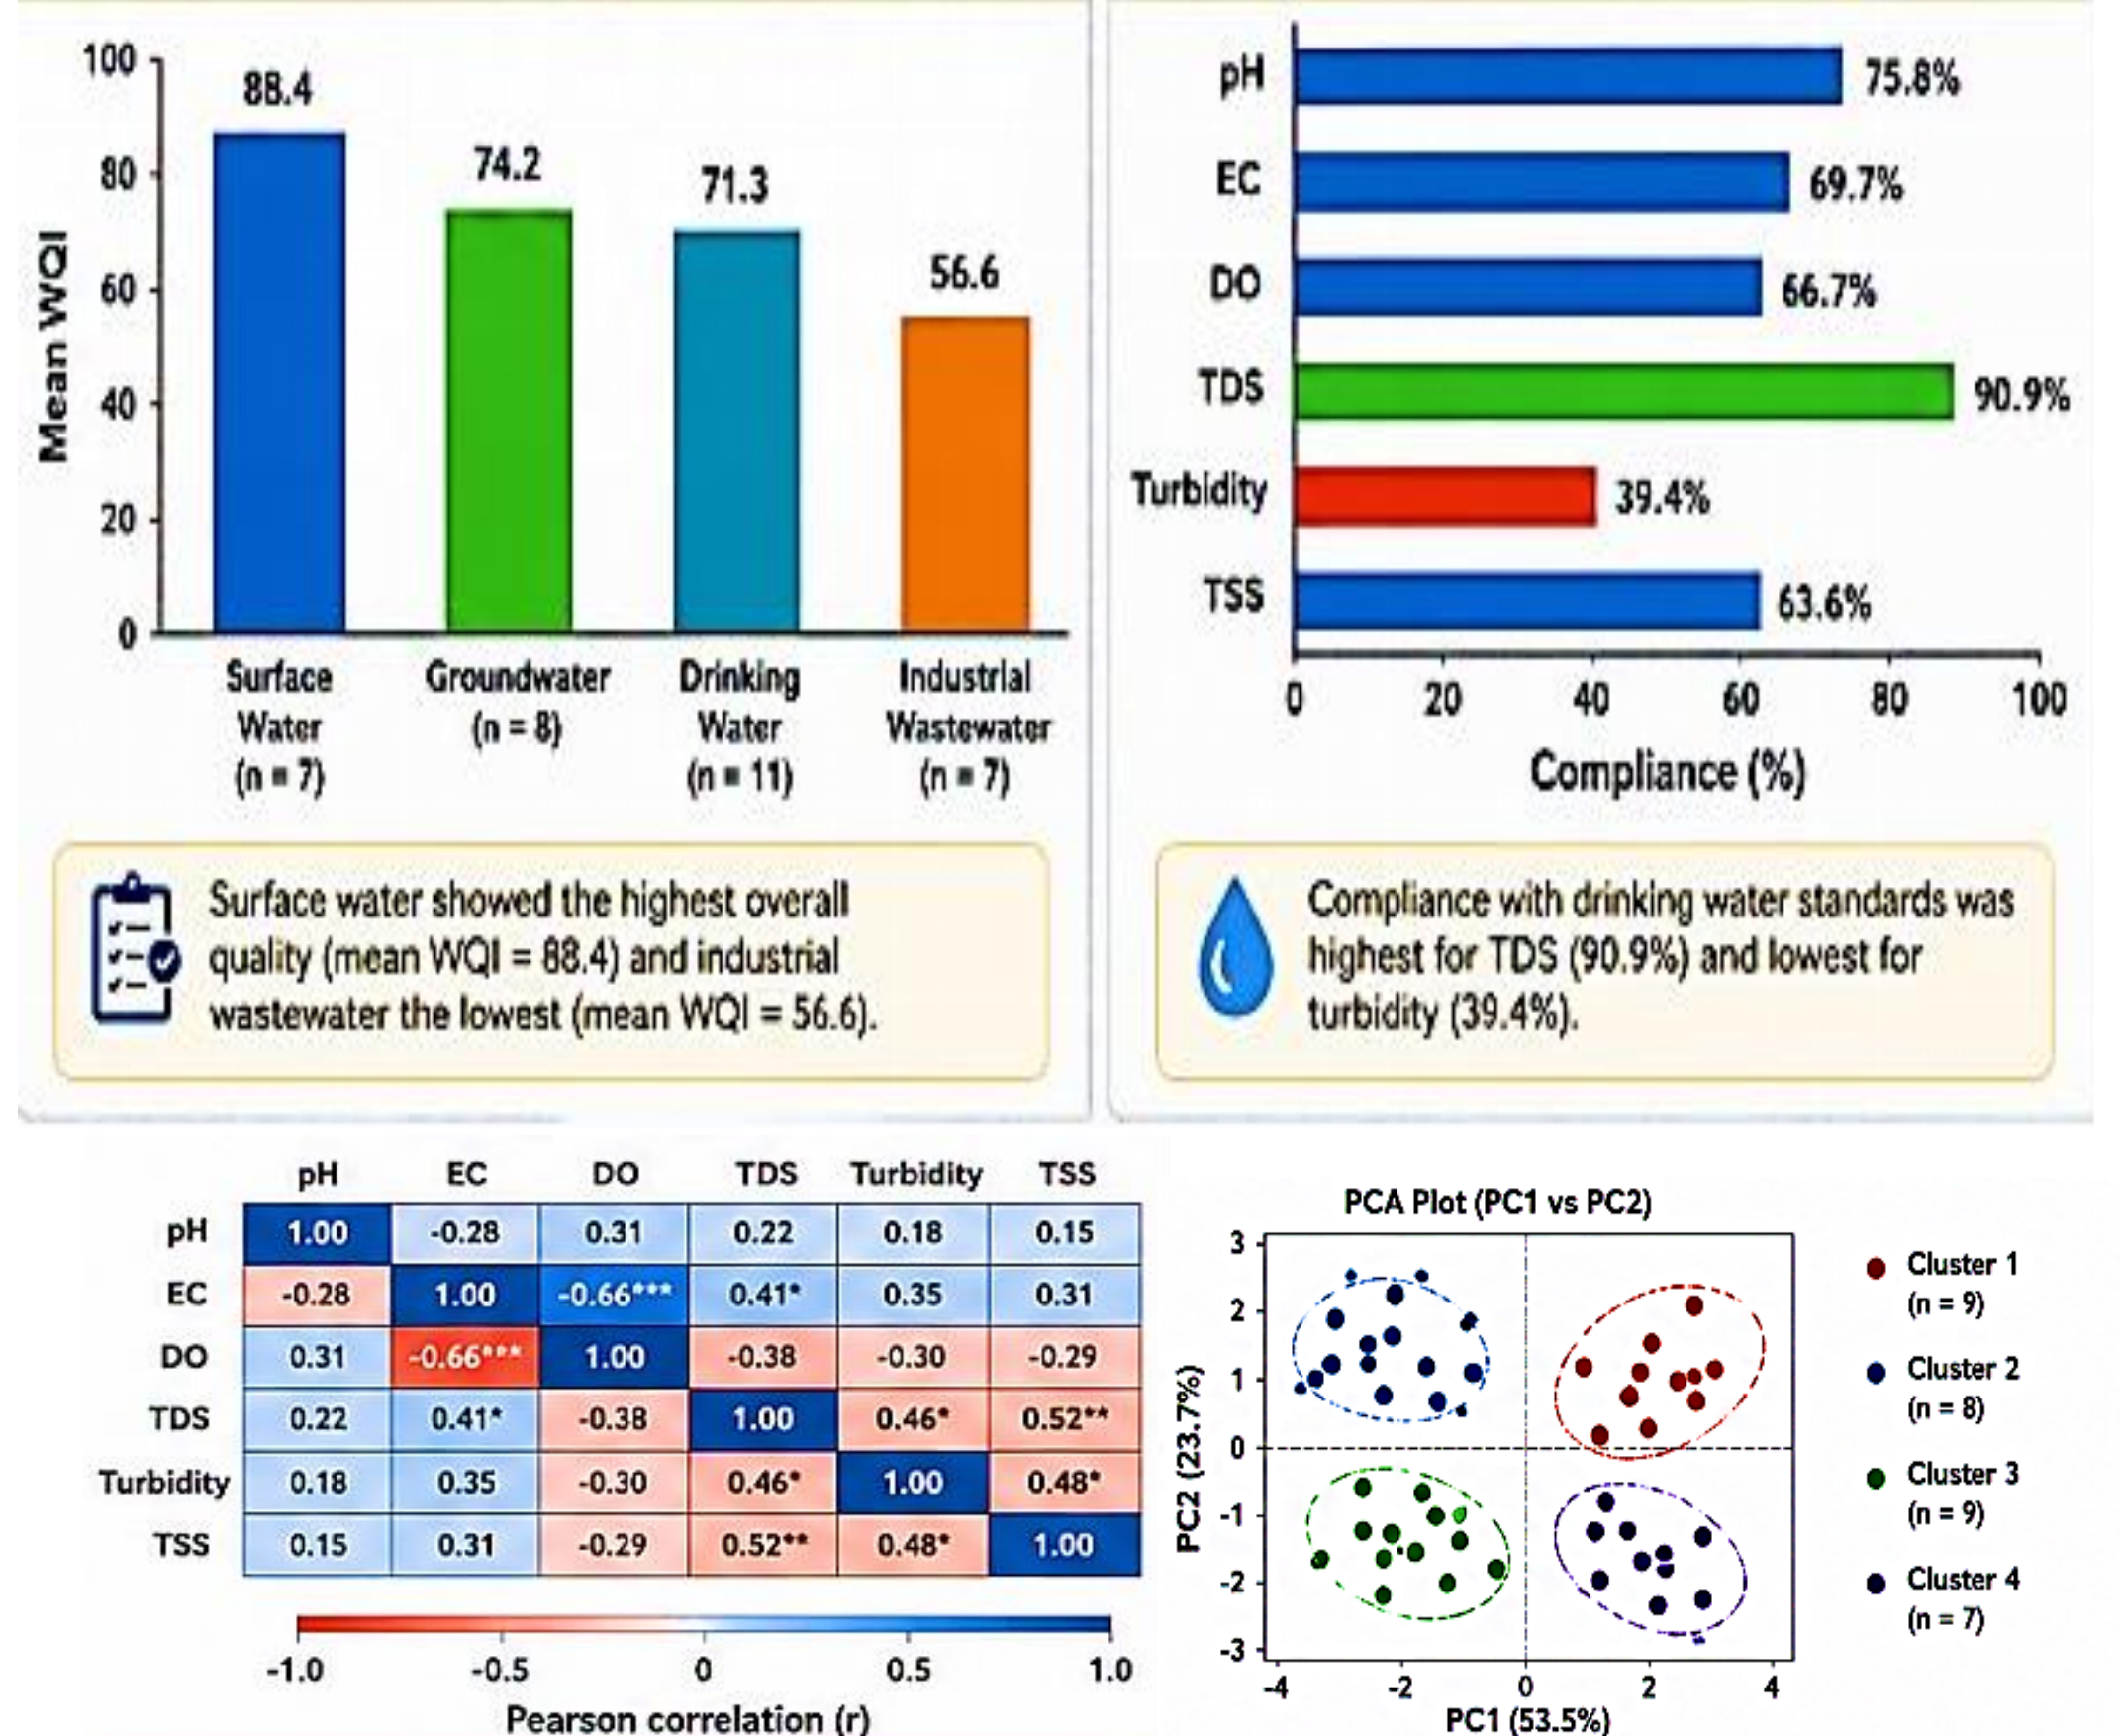 100
80
60
40
20
0
Mean WQI
88.4
74.2
71.3
56.6
Surface
Water
(n = 7)
Groundwater
(n = 8)
Drinking
Water
(n = 11)
Industrial
Wastewater
(n = 7)
Surface water showed the highest overall
quality (mean WQI = 88.4) and industrial
wastewater the lowest (mean WQI = 56.6).
pH 75.8%
EC 69.7%
DO 66.7%
TDS 90.9%
Turbidity 39.4%
TSS 63.6%
0 20 40 60 80 100
Compliance (%)
Compliance with drinking water standards was
highest for TDS (90.9%) and lowest for
turbidity (39.4%).
pH EC DO TDS Turbidity TSS
pH 1.00 -0.28 0.31 0.22 0.18 0.15
EC -0.28 1.00 -0.66*** 0.41* 0.35 0.31
DO 0.31 -0.66*** 1.00 -0.38 -0.30 -0.29
TDS 0.22 0.41* -0.38 1.00 0.46* 0.52**
Turbidity 0.18 0.35 -0.30 0.46* 1.00 0.48*
TSS 0.15 0.31 -0.29 0.52** 0.48* 1.00
-1.0 -0.5 0 0.5 1.0
Pearson correlation (r)
PCA Plot (PC1 vs PC2)
3
2
1
0
-1
-2
-3
PC2 (23.7%)
-4 -2 0 2 4
PC1 (53.5%)
Cluster 1
(n = 9)
Cluster 2
(n = 8)
Cluster 3
(n = 9)
Cluster 4
(n = 7)